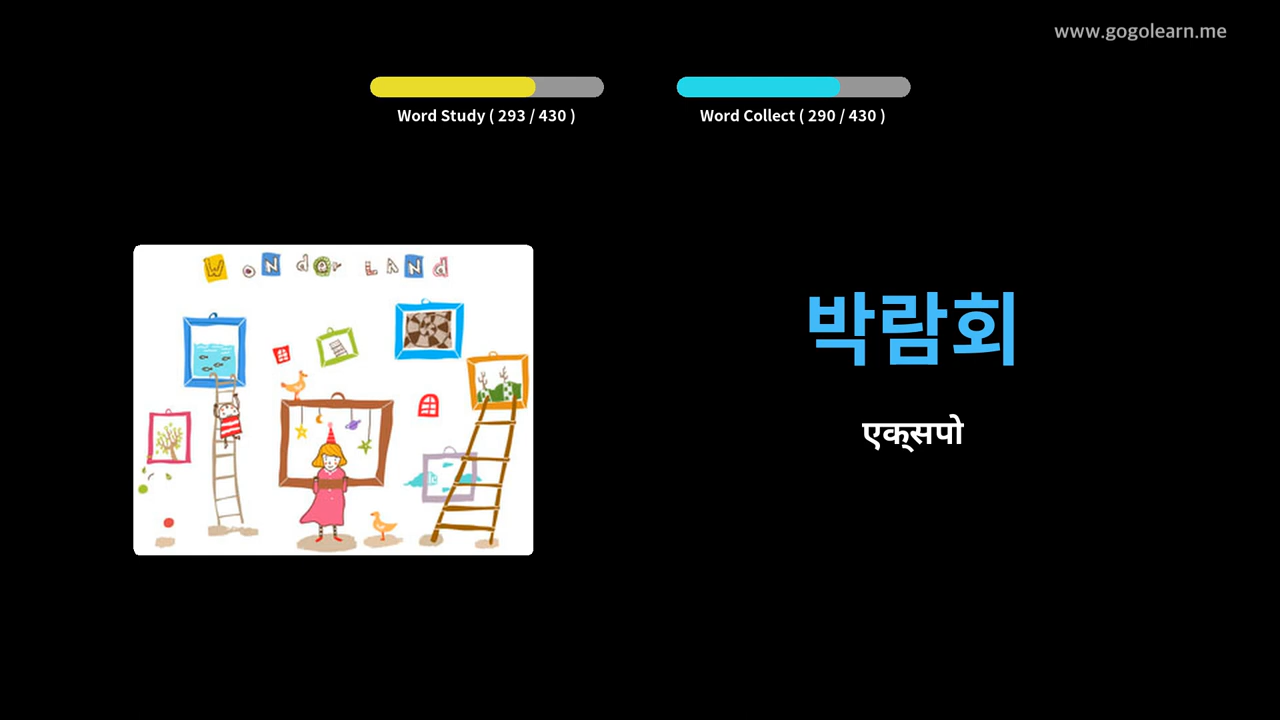 www.gogolearn.me
Word Study ( 293 / 430 )
Word Collect ( 290 / 430 )
WoNdEr LANd
박람회
एक्सपो